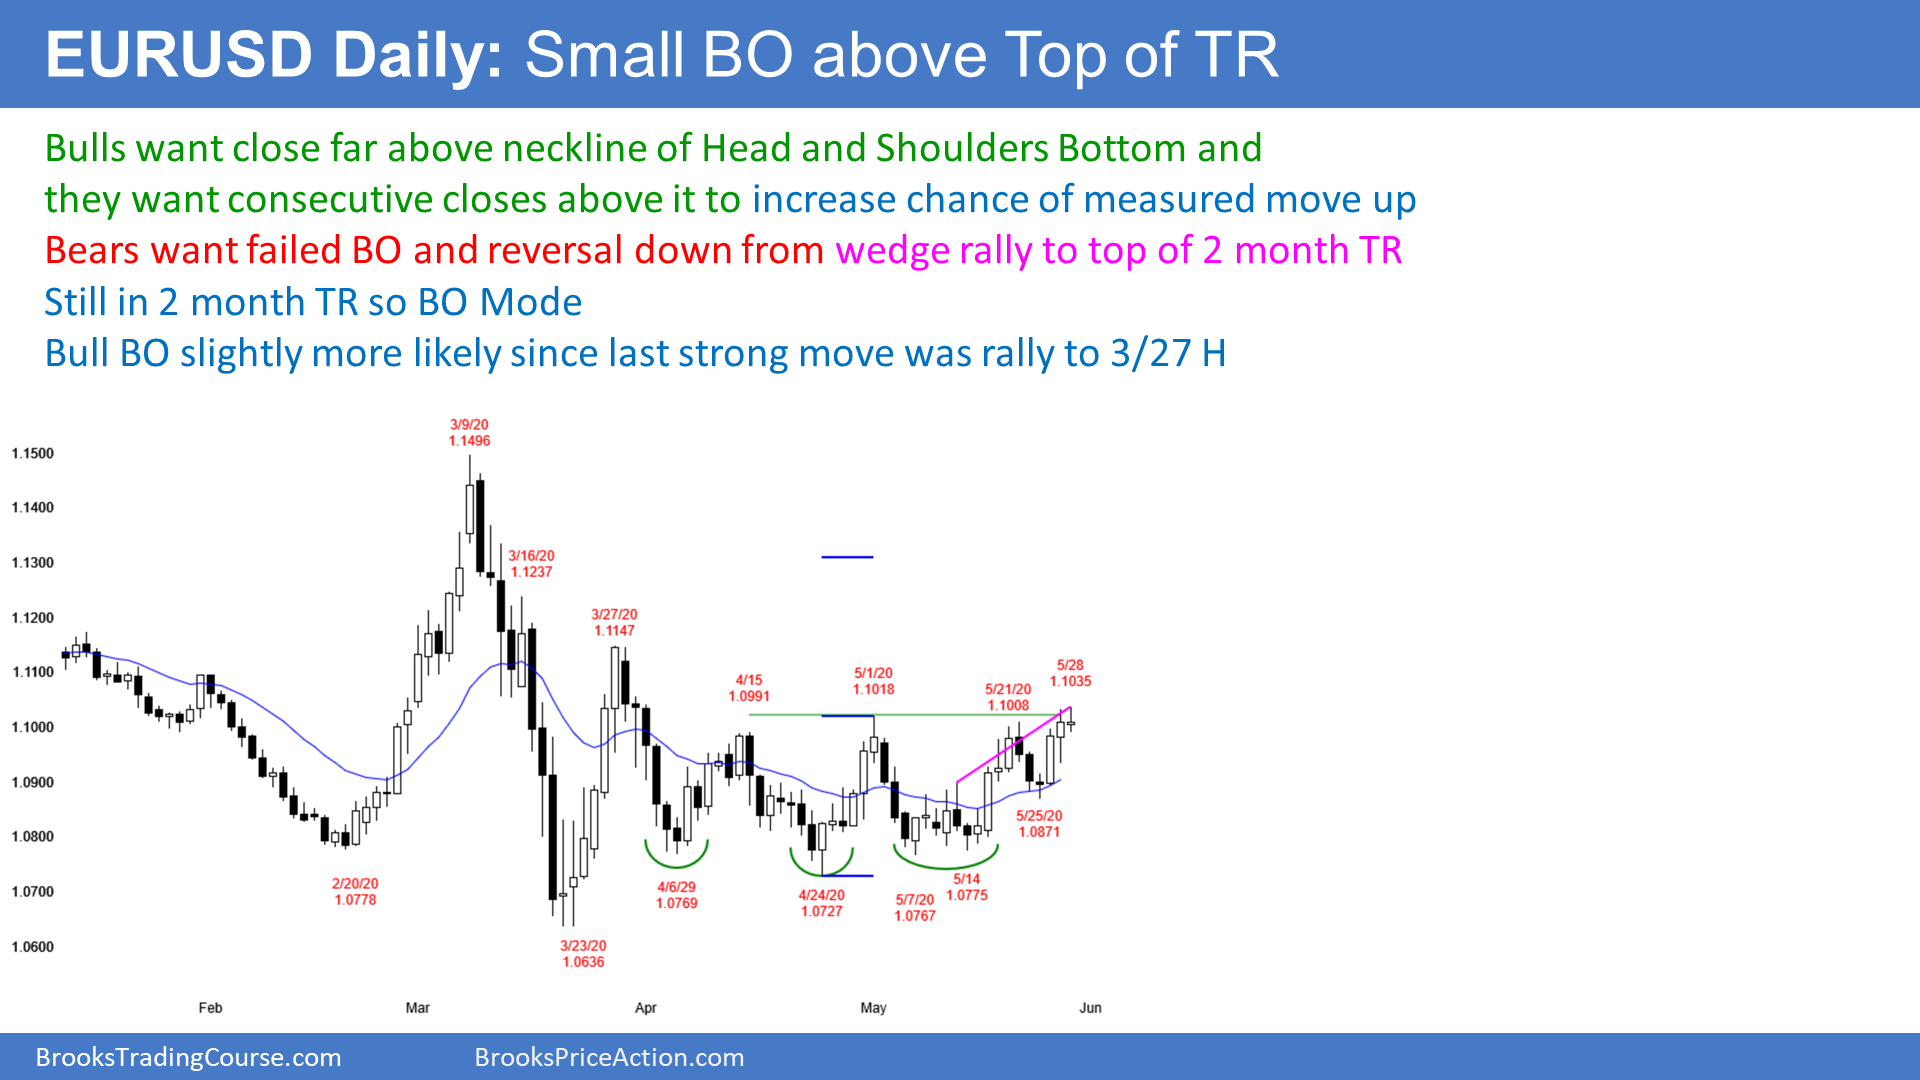 EURUSD Daily: Small BO above Top of TR
Bulls want close far above neckline of Head and Shoulders Bottom and
they want consecutive closes above it to increase chance of measured move up
Bears want failed BO and reversal down from wedge rally to top of 2 month TR
Still in 2 month TR so BO Mode
Bull BO slightly more likely since last strong move was rally to 3/27 H
3/9/20
1.1496
1.1500
1.1400
1.1300
3/16/20
1.1237
1.1200
3/27/20
1.1147
1.1100
4/15
1.0991
5/1/20
1.1018
5/21/20
1.1008
5/28
1.1035
1.1000
1.0900
1.0800
5/25/20
1.0871
1.0700
2/20/20
1.0778
4/6/29
1.0769
4/24/20
1.0727
5/7/20
1.0767
5/14
1.0775
1.0600
3/23/20
1.0636
Feb
Mar
Apr
May
Jun
BrooksTradingCourse.com
BrooksPriceAction.com